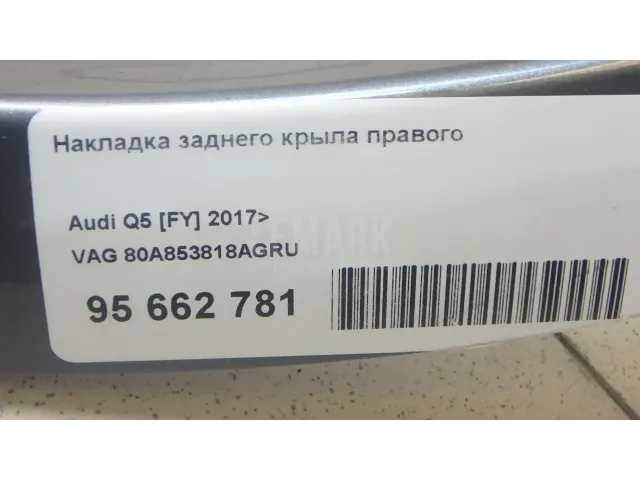 Накладка заднего крыла правого
Audi Q5 [FY] 2017>
VAG 80A853818AGRU
95 662 781